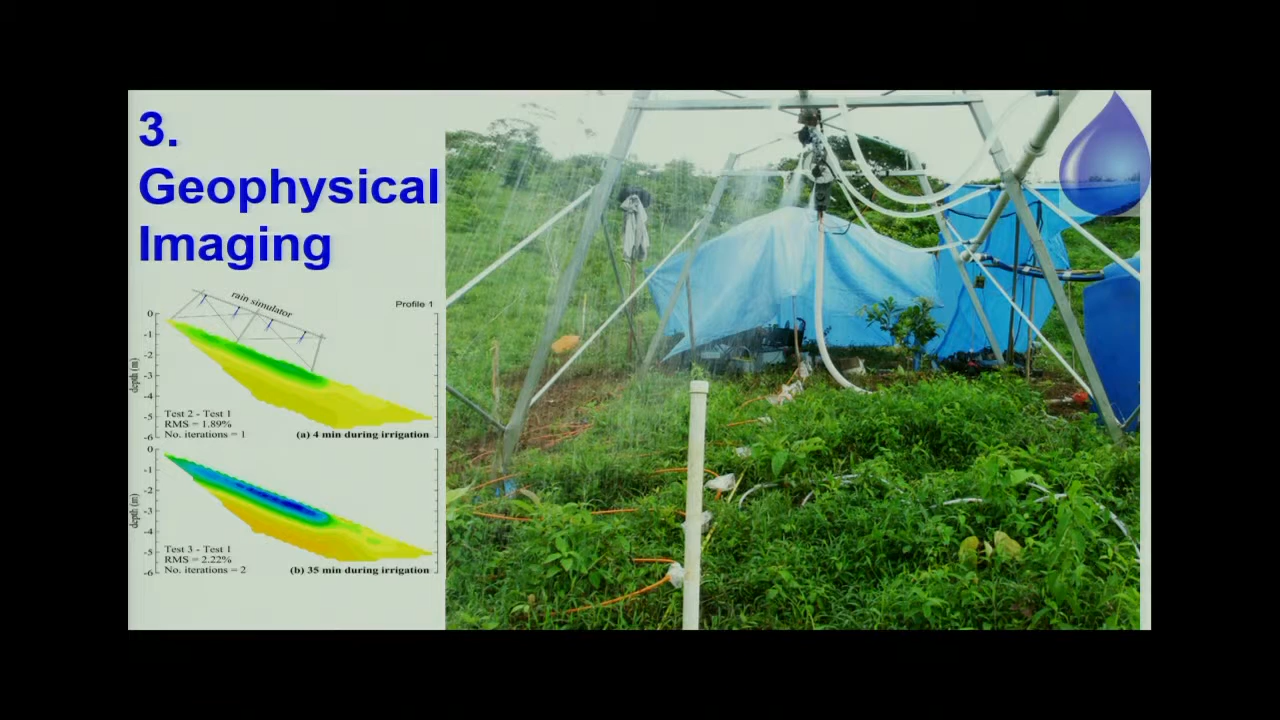 3.
Geophysical
Imaging
rain simulator
Profile 1
0
-1
-2
-3
-4
-5
-6
depth (m)
Test 2 - Test 1
RMS = 1.89%
No. iterations = 1
(a) 4 min during irrigation
0
-1
-2
-3
-4
-5
-6
depth (m)
Test 3 - Test 1
RMS = 2.22%
No. iterations = 2
(b) 35 min during irrigation